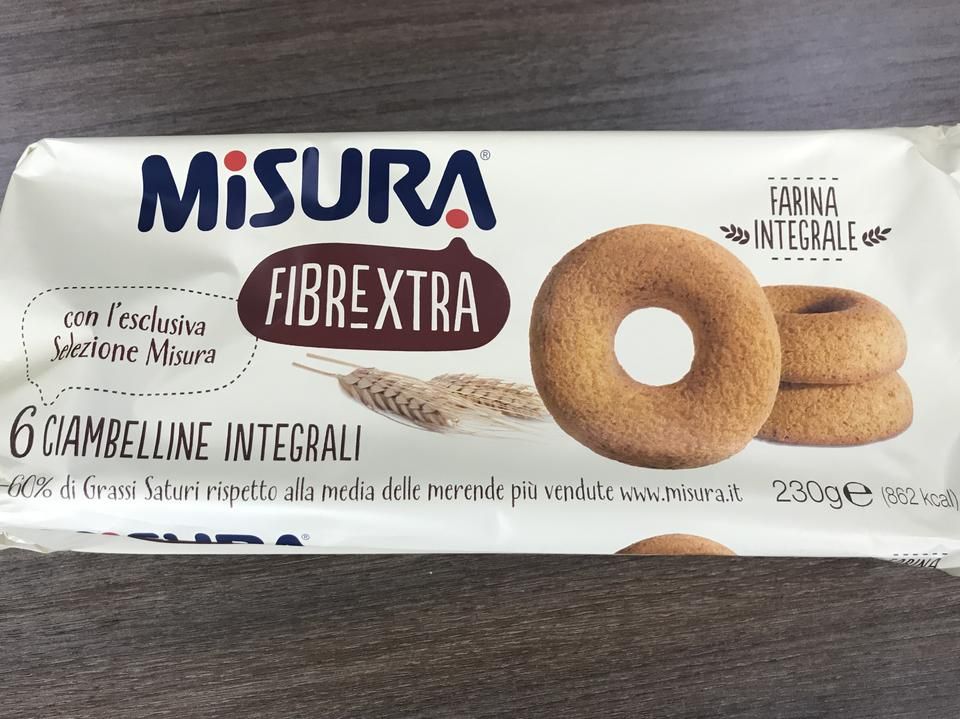 MiSURA®
FIBREXTRA
FARINA
INTEGRALE
con l'esclusiva
Selezione Misura
6 CIAMBELLINE INTEGRALI
-60% di Grassi Saturi rispetto alla media delle merende più vendute www.misura.it
230g℮ (862 kcal)